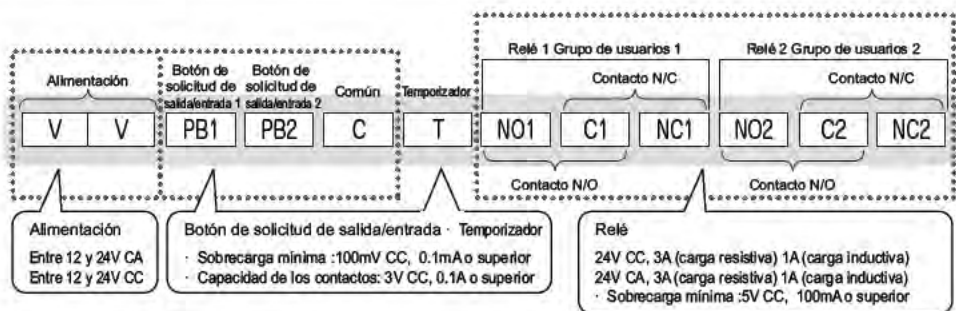 Relé 1 Grupo de usuarios 1
Relé 2 Grupo de usuarios 2
Alimentación
Botón de
solicitud de
salida/entrada 1
Botón de
solicitud de
salida/entrada 2
Común
Temporizador
Contacto N/C
Contacto N/C
V V PB1 PB2 C T NO1 C1 NC1 NO2 C2 NC2
Contacto N/O
Contacto N/O
Alimentación
Entre 12 y 24V CA
Entre 12 y 24V CC
Botón de solicitud de salida/entrada · Temporizador
· Sobrecarga mínima :100mV CC, 0.1mA o superior
· Capacidad de los contactos: 3V CC, 0.1A o superior
Relé
24V CC, 3A (carga resistiva) 1A (carga inductiva)
24V CA, 3A (carga resistiva) 1A (carga inductiva)
· Sobrecarga mínima :5V CC, 100mA o superior